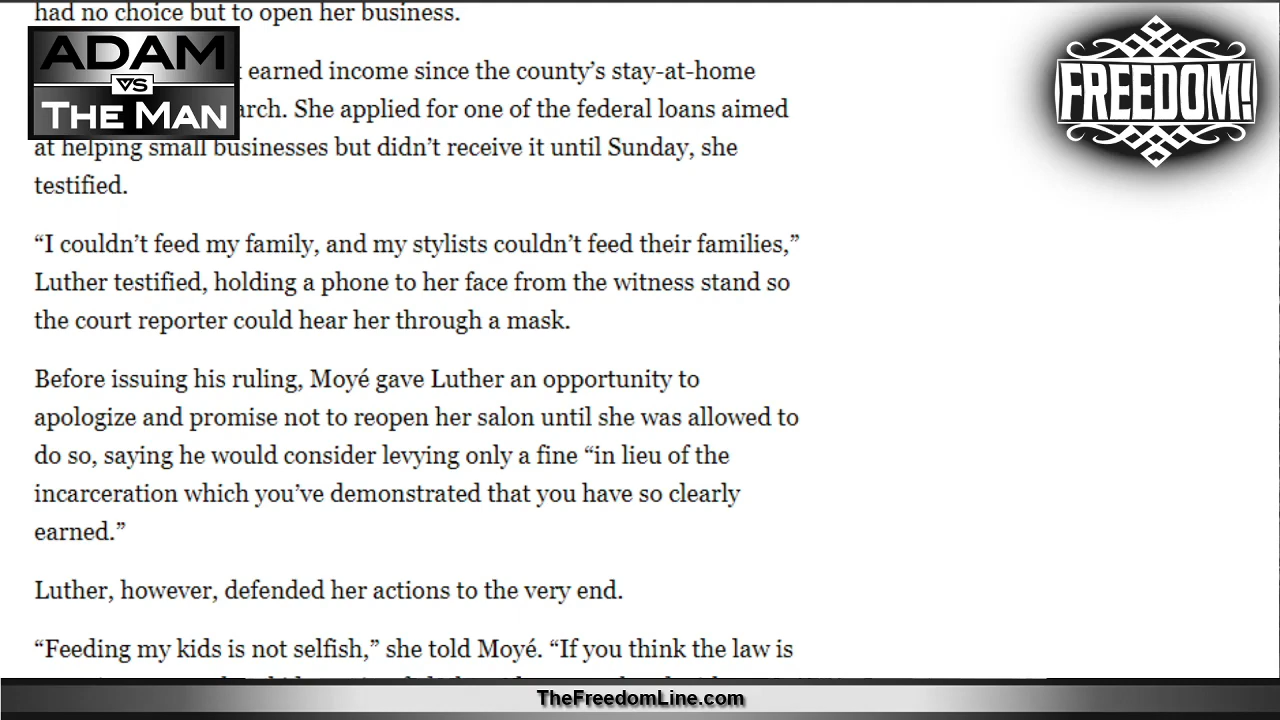 had no choice but to open her business.
ADAM
VS
THE MAN
FREEDOM!
earned income since the county’s stay-at-home
arch. She applied for one of the federal loans aimed
at helping small businesses but didn’t receive it until Sunday, she
testified.
“I couldn’t feed my family, and my stylists couldn’t feed their families,”
Luther testified, holding a phone to her face from the witness stand so
the court reporter could hear her through a mask.
Before issuing his ruling, Moyé gave Luther an opportunity to
apologize and promise not to reopen her salon until she was allowed to
do so, saying he would consider levying only a fine “in lieu of the
incarceration which you’ve demonstrated that you have so clearly
earned.”
Luther, however, defended her actions to the very end.
“Feeding my kids is not selfish,” she told Moyé. “If you think the law is
TheFreedomLine.com